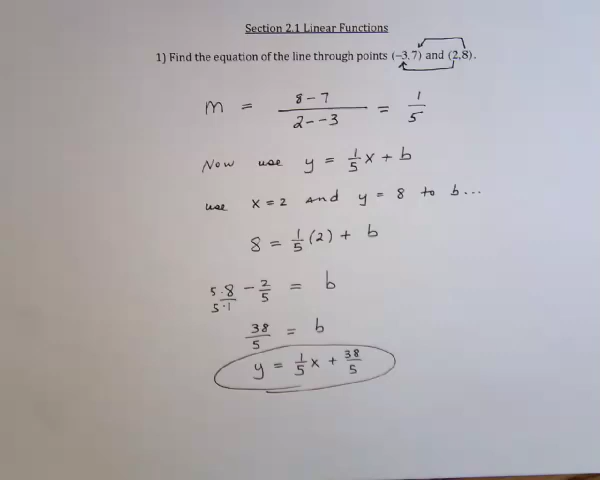 Section 2.1 Linear Functions
1) Find the equation of the line through points (−3,7) and (2,8).
m = 8 - 7 / 2 - -3 = 1/5
Now use y = 1/5 x + b
use x = 2 and y = 8 to b...
8 = 1/5 (2) + b
5·8/5·1 - 2/5 = b
38/5 = b
y = 1/5 x + 38/5